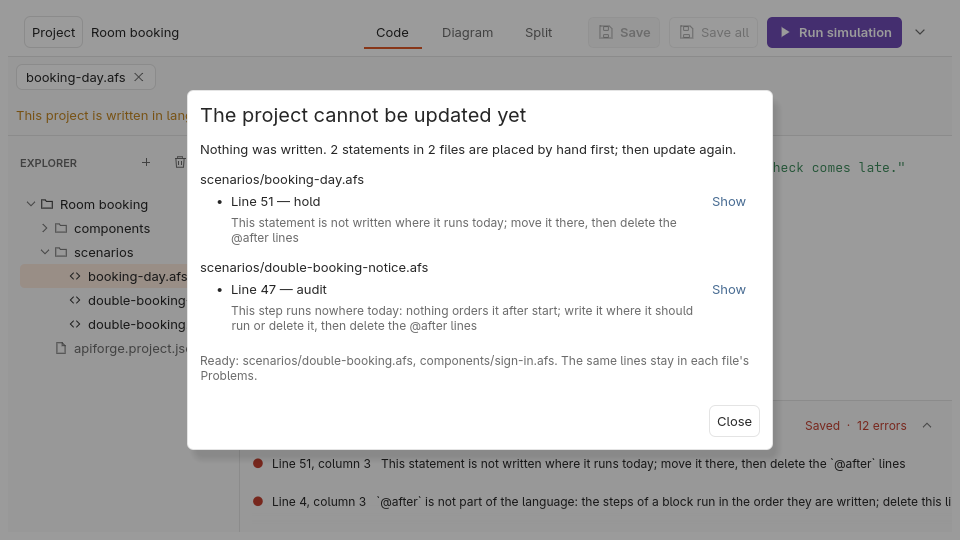 Project
Room booking
Code
Diagram
Split
Save
Save all
Run simulation
booking-day.afs
This project is written in lan
EXPLORER
Room booking
components
scenarios
booking-day.afs
double-booking
double-booking
apiforge.project.js
heck comes late."
The project cannot be updated yet
Nothing was written. 2 statements in 2 files are placed by hand first; then update again.
scenarios/booking-day.afs
• Line 51 — hold
Show
This statement is not written where it runs today; move it there, then delete the
@after lines
scenarios/double-booking-notice.afs
• Line 47 — audit
Show
This step runs nowhere today: nothing orders it after start; write it where it should
run or delete it, then delete the @after lines
Ready: scenarios/double-booking.afs, components/sign-in.afs. The same lines stay in each file's
Problems.
Close
Saved · 12 errors
Line 51, column 3 This statement is not written where it runs today; move it there, then delete the `@after` lines
Line 4, column 3 `@after` is not part of the language: the steps of a block run in the order they are written; delete this li